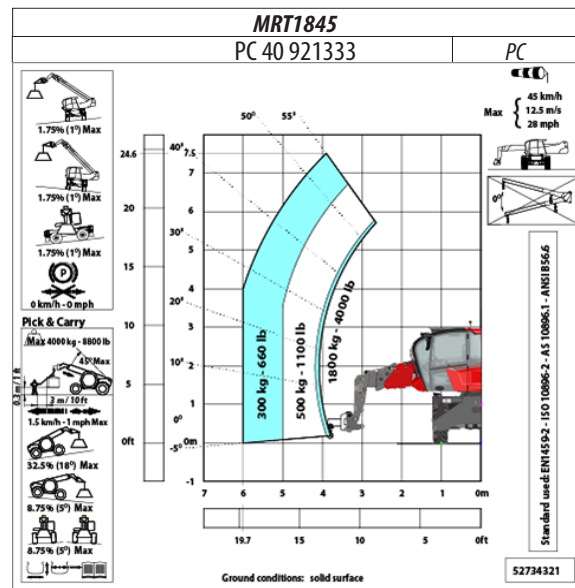 MRT1845
PC 40 921333
PC
1.75% (1°) Max
1.75% (1°) Max
1.75% (1°) Max
P
0 km/h - 0 mph
Pick & Carry
Max 4000 kg - 8800 lb
45° Max
0.3 m / 1 ft
3 m / 10 ft
1.5 km/h - 1 mph Max
32.5% (18°) Max
8.75% (5°) Max
8.75% (5°) Max
24.6
20
15
10
5
0ft
7.5
7
6
5
4
3
2
1
0m
-1
55°
50°
40°
30°
20°
10°
0°
-5°
300 kg - 660 lb
500 kg - 1100 lb
1800 kg - 4000 lb
7 6 5 4 3 2 1 0m
19.7 15 10 5 0ft
Ground conditions: solid surface
Max
45 km/h
12.5 m/s
28 mph
0°
Standard used: EN1459-2 - ISO 10896-2 - AS 10896.1 - ANSI B56.6
52734321